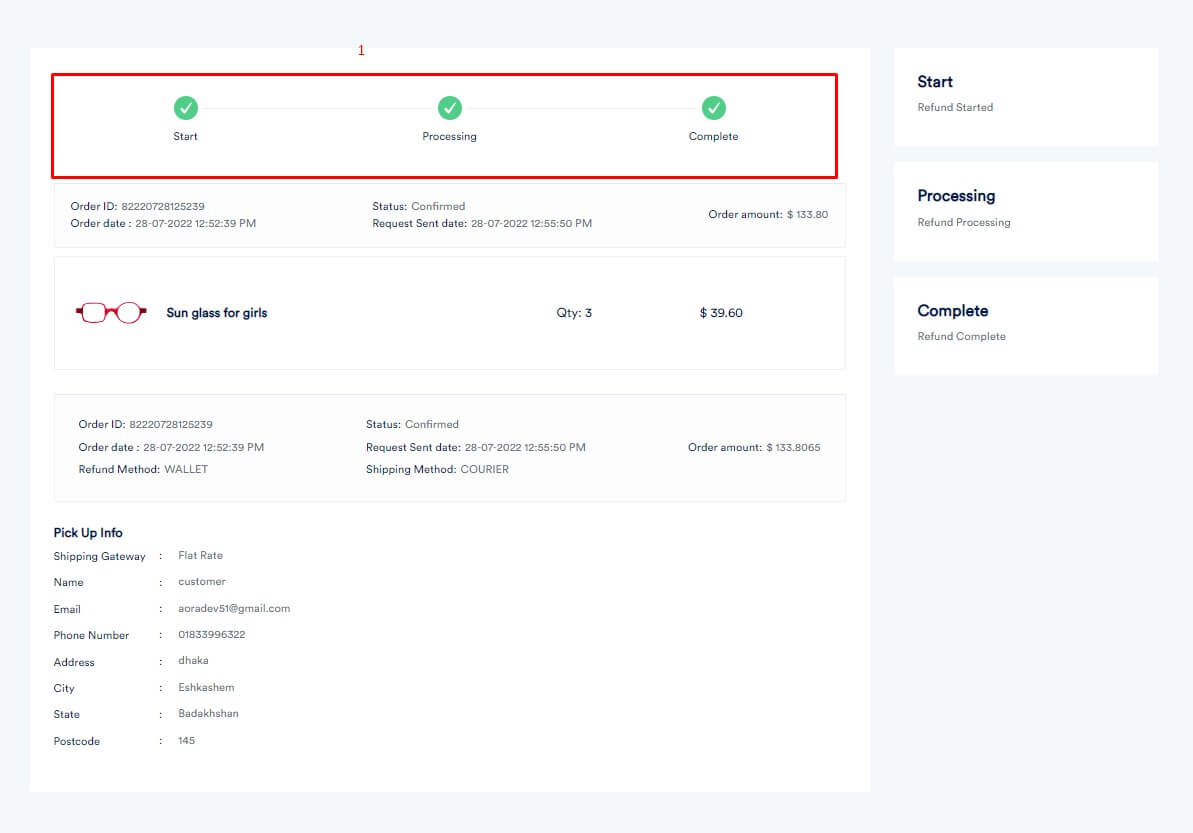 1
Start Processing Complete
Order ID: 82220728125239 Status: Confirmed
Order date : 28-07-2022 12:52:39 PM Request Sent date: 28-07-2022 12:55:50 PM Order amount: $ 133.80
Sun glass for girls Qty: 3 $ 39.60
Order ID: 82220728125239 Status: Confirmed
Order date : 28-07-2022 12:52:39 PM Request Sent date: 28-07-2022 12:55:50 PM Order amount: $ 133.8065
Refund Method: WALLET Shipping Method: COURIER
Pick Up Info
Shipping Gateway : Flat Rate
Name : customer
Email : aoradev51@gmail.com
Phone Number : 01833996322
Address : dhaka
City : Eshkashem
State : Badakhshan
Postcode : 145
Start
Refund Started
Processing
Refund Processing
Complete
Refund Complete